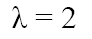 λ = 2